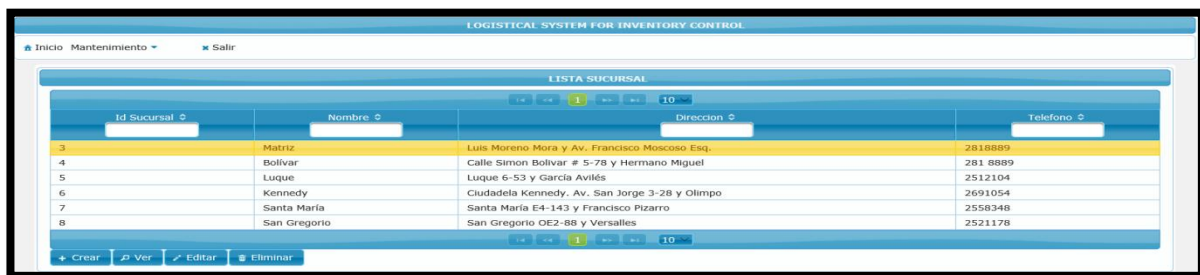 LOGISTICAL SYSTEM FOR INVENTORY CONTROL
Inicio Mantenimiento Salir
LISTA SUCURSAL
1 10
Id Sucursal Nombre Direccion Telefono
3 Matriz Luis Moreno Mora y Av. Francisco Moscoso Esq. 2818889
4 Bolívar Calle Simon Bolivar # 5-78 y Hermano Miguel 281 8889
5 Luque Luque 6-53 y García Avilés 2512104
6 Kennedy Ciudadela Kennedy. Av. San Jorge 3-28 y Olimpo 2691054
7 Santa María Santa María E4-143 y Francisco Pizarro 2558348
8 San Gregorio San Gregorio OE2-88 y Versalles 2521178
1 10
+ Crear Ver Editar Eliminar